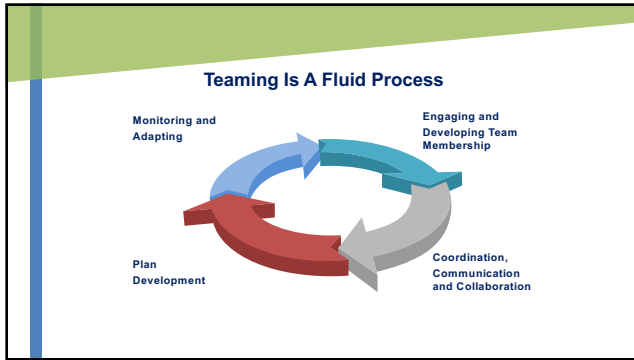 Teaming Is A Fluid Process
Monitoring and
Adapting
Engaging and
Developing Team
Membership
Plan
Development
Coordination,
Communication
and Collaboration